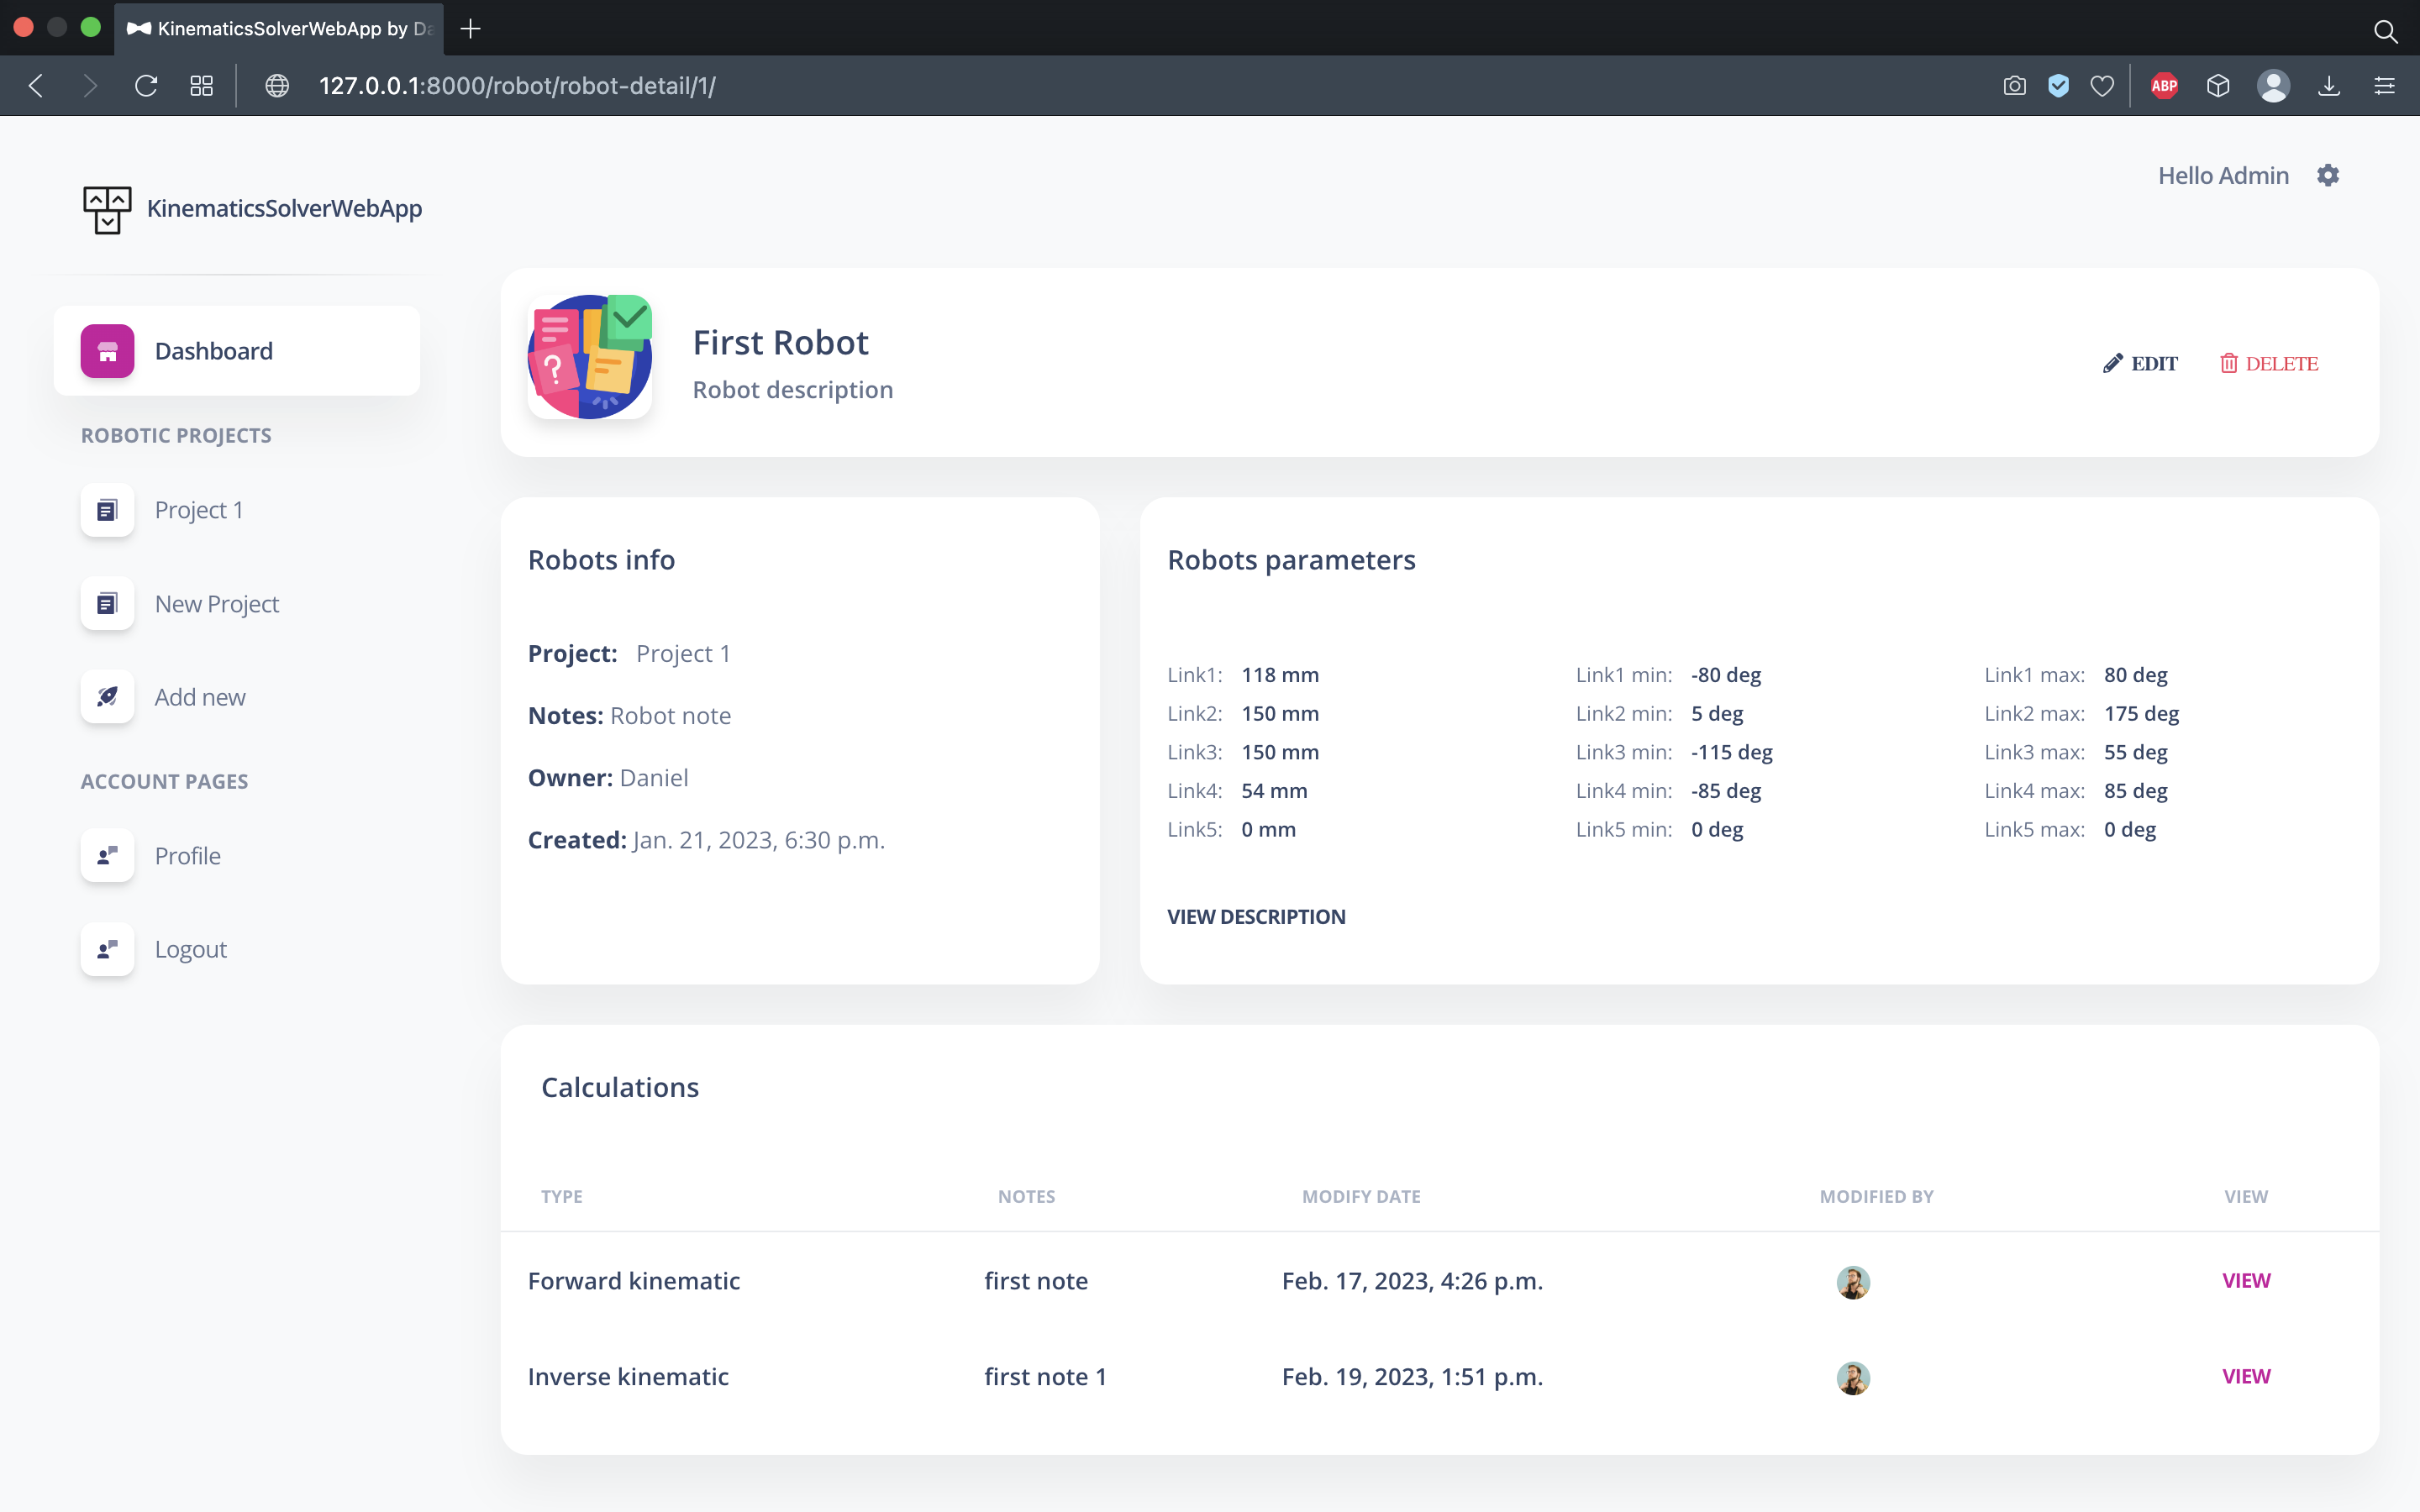 KinematicsSolverWebApp by Da
127.0.0.1:8000/robot/robot-detail/1/
ABP
Hello Admin
KinematicsSolverWebApp
Dashboard
ROBOTIC PROJECTS
Project 1
New Project
Add new
ACCOUNT PAGES
Profile
Logout
First Robot
Robot description
EDIT
DELETE
Robots info
Project: Project 1
Notes: Robot note
Owner: Daniel
Created: Jan. 21, 2023, 6:30 p.m.
Robots parameters
Link1: 118 mm Link1 min: -80 deg Link1 max: 80 deg
Link2: 150 mm Link2 min: 5 deg Link2 max: 175 deg
Link3: 150 mm Link3 min: -115 deg Link3 max: 55 deg
Link4: 54 mm Link4 min: -85 deg Link4 max: 85 deg
Link5: 0 mm Link5 min: 0 deg Link5 max: 0 deg
VIEW DESCRIPTION
Calculations
TYPE NOTES MODIFY DATE MODIFIED BY VIEW
Forward kinematic first note Feb. 17, 2023, 4:26 p.m. VIEW
Inverse kinematic first note 1 Feb. 19, 2023, 1:51 p.m. VIEW